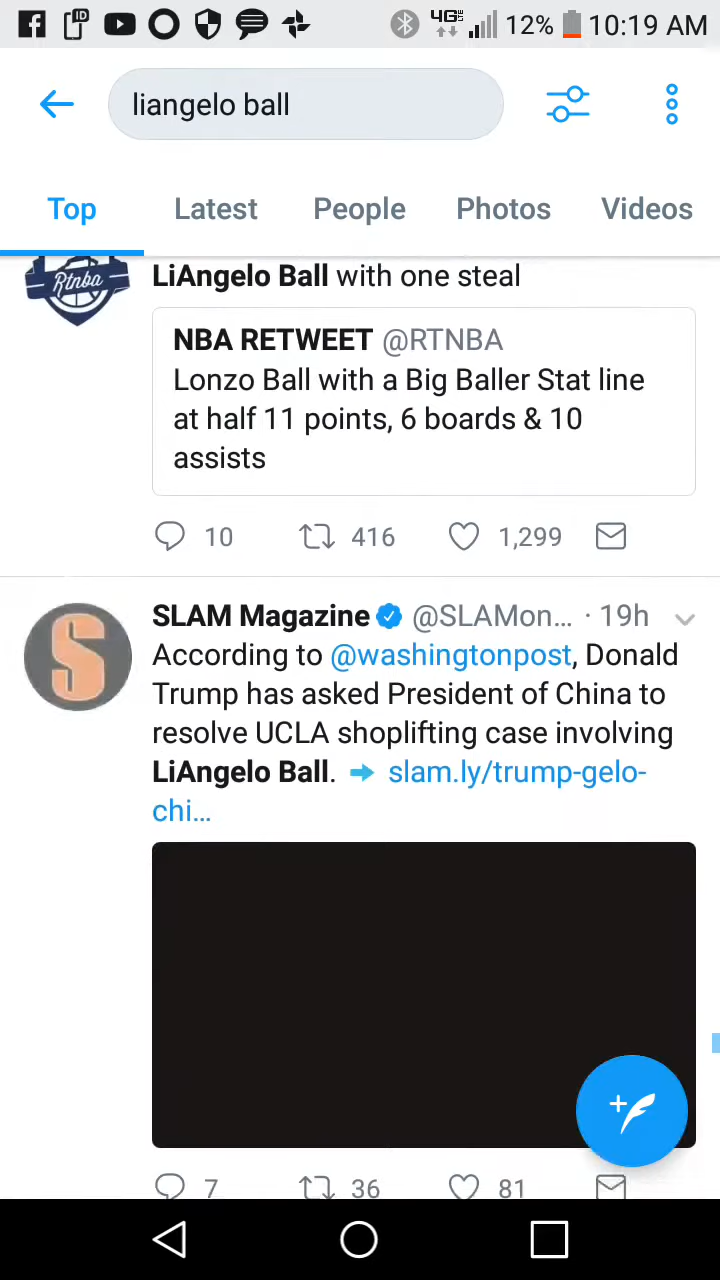 12% 10:19 AM
liangelo ball
Top Latest People Photos Videos
Rtnba
LiAngelo Ball with one steal
NBA RETWEET @RTNBA
Lonzo Ball with a Big Baller Stat line
at half 11 points, 6 boards & 10
assists
10 416 1,299
SLAM Magazine @SLAMon... · 19h
S
According to @washingtonpost, Donald
Trump has asked President of China to
resolve UCLA shoplifting case involving
LiAngelo Ball. ➡ slam.ly/trump-gelo-
chi...
7 36 81